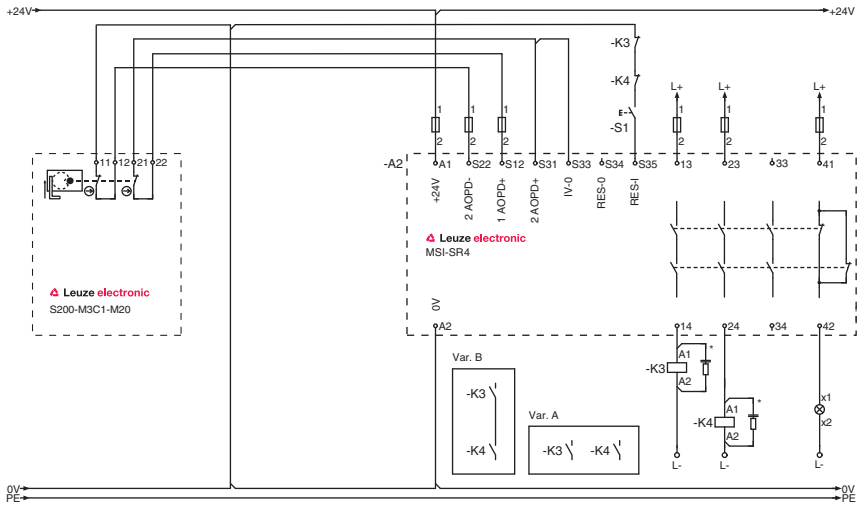 +24V +24V
-K3
-K4
E--
-S1
L+ L+ L+
1 1 1 1 1 1
2 2 2 2 2 2
11 12 21 22
-A2 A1 S22 S12 S31 S33 S34 S35 13 23 33 41
+24V
2 AOPD-
1 AOPD+
2 AOPD+
IV-0
RES-0
RES-I
Leuze electronic
MSI-SR4
Leuze electronic
S200-M3C1-M20
0V
A2 14 24 34 42
Var. B
-K3
-K4
Var. A
-K3 -K4
-K3 A1 *
A2
-K4 A1 *
A2
x1
x2
L- L- L-
0V 0V
PE PE